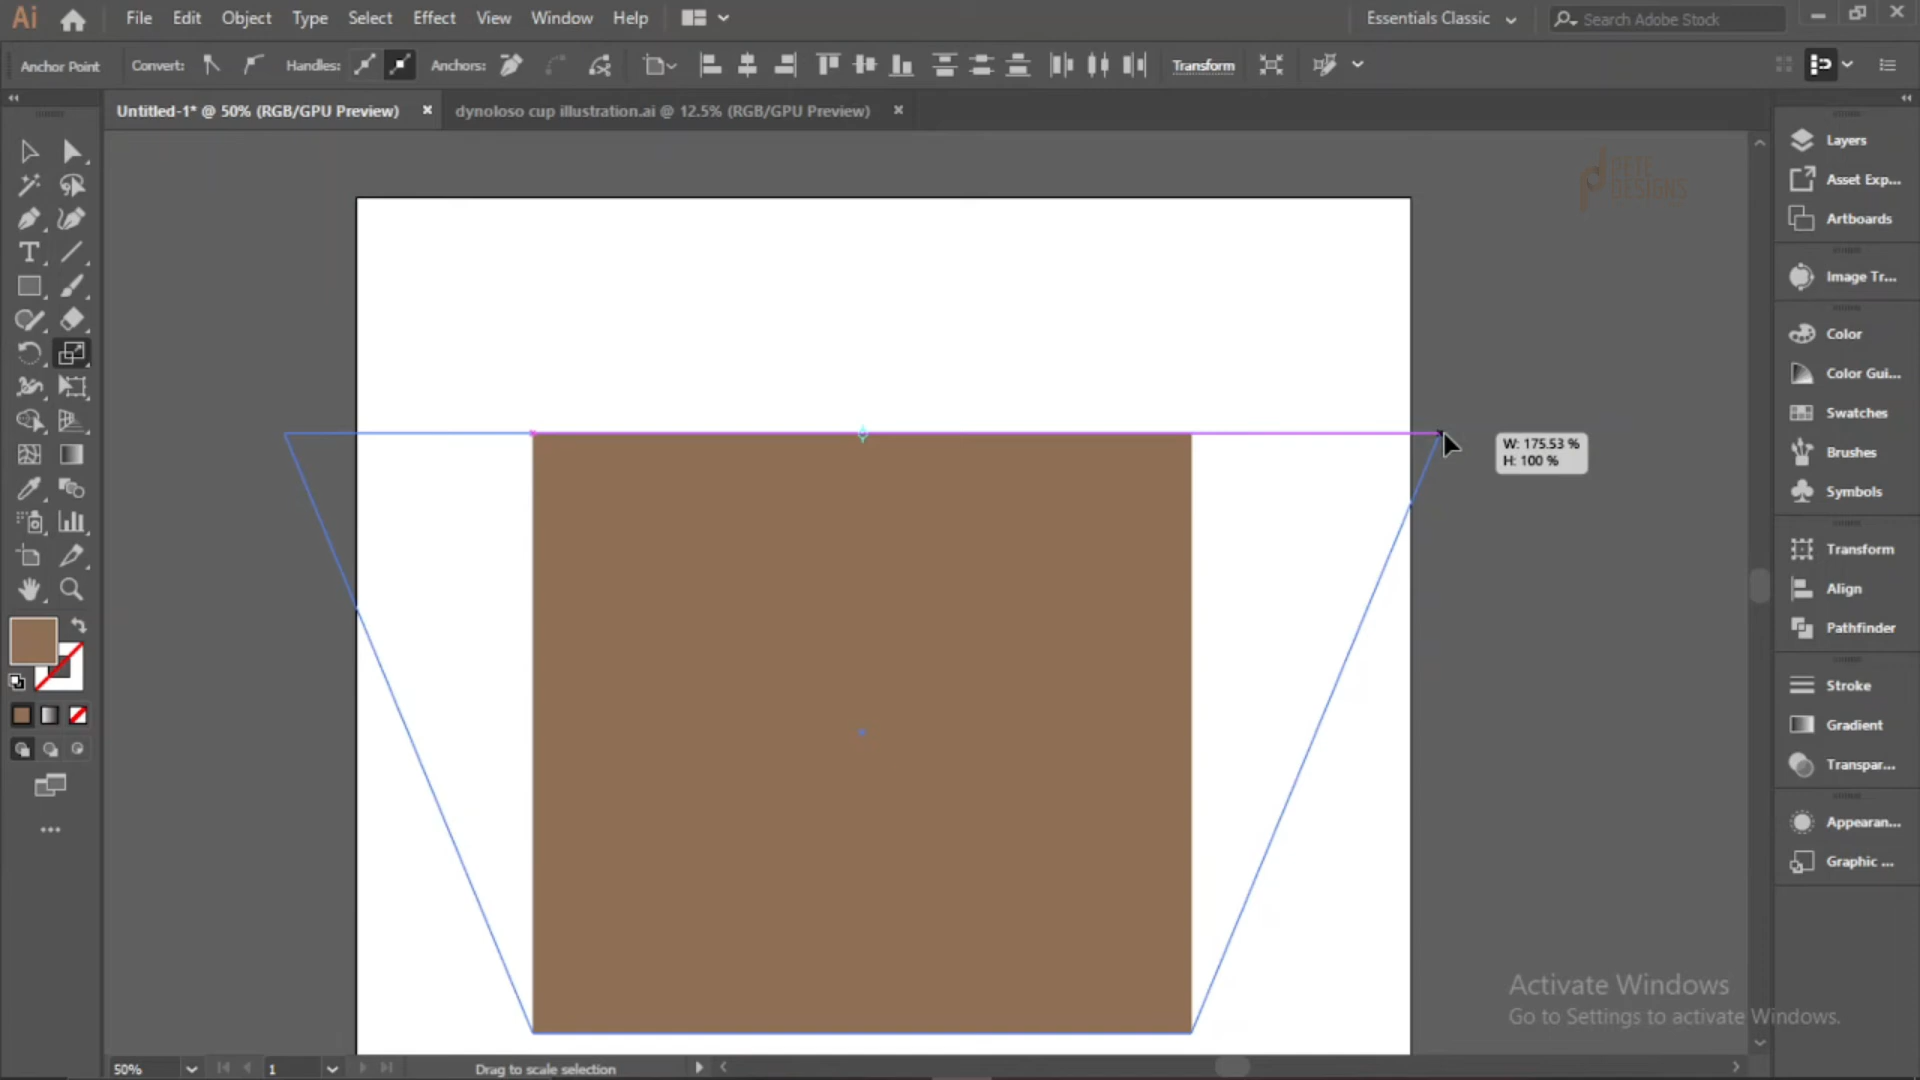 Ai File Edit Object Type Select Effect View Window Help Essentials Classic Search Adobe Stock
Anchor Point Convert: Handles: Anchors: Transform
Untitled-1* @ 50% (RGB/GPU Preview) × dynoloso cup illustration.ai @ 12.5% (RGB/GPU Preview) ×
PETE
DESIGNS
Layers
Asset Exp...
Artboards
Image Tr...
Color
Color Gui...
Swatches
Brushes
Symbols
Transform
Align
Pathfinder
Stroke
Gradient
Transpar...
Appearan...
Graphic ...
W: 175.53 %
H: 100 %
Activate Windows
Go to Settings to activate Windows.
50% 1 Drag to scale selection